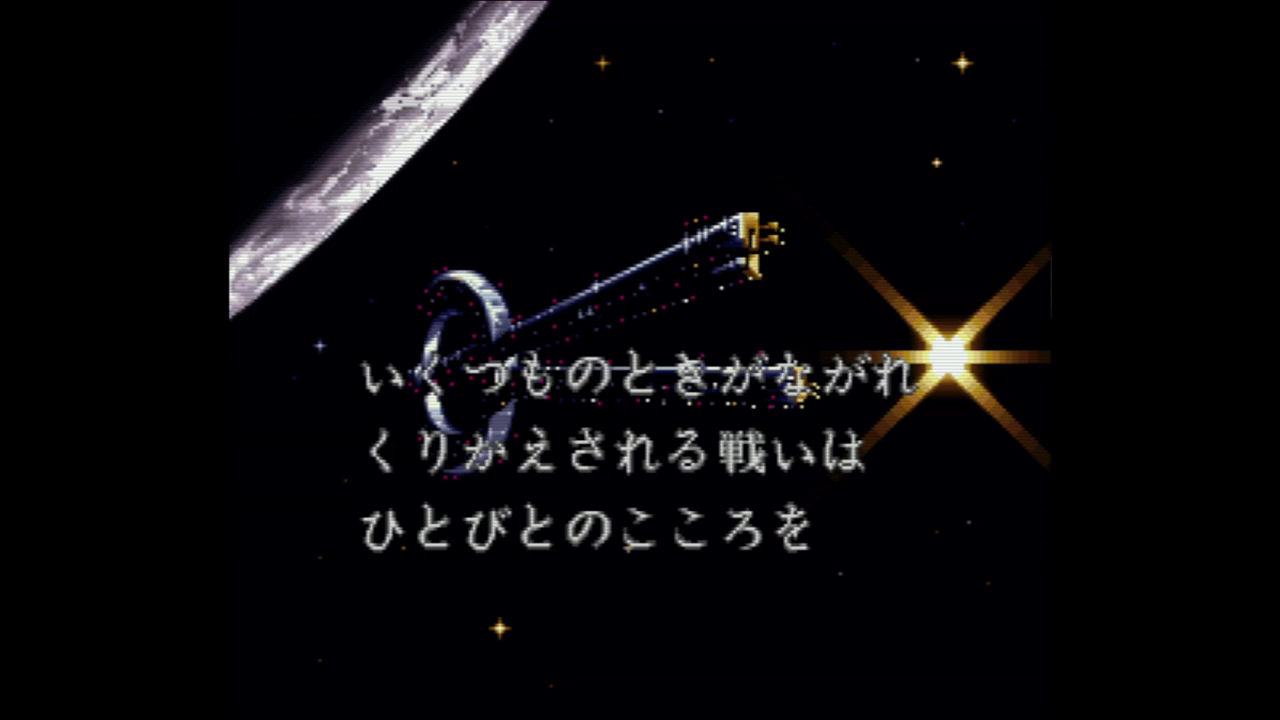 いくつものときがながれ
くりかえされる戦いは
ひとびとのこころを